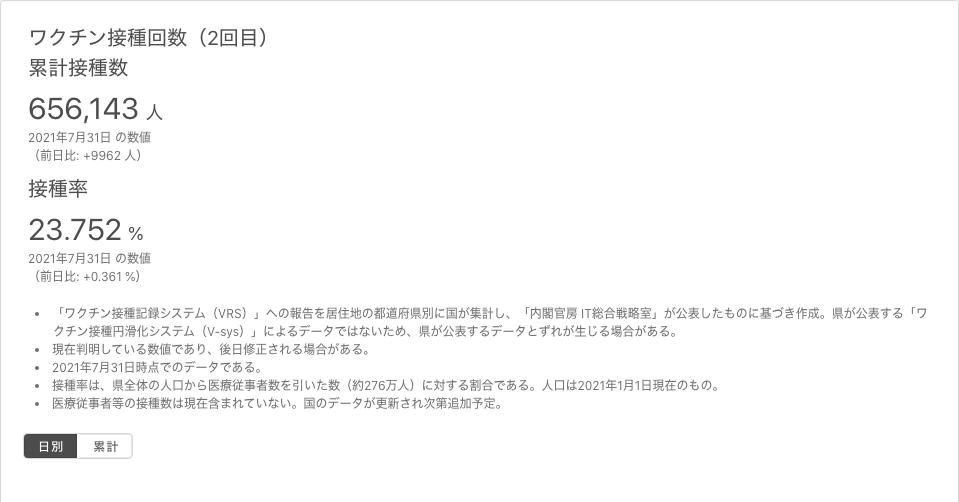 ワクチン接種回数（2回目）
累計接種数
656,143 人
2021年7月31日 の数値
（前日比: +9962 人）
接種率
23.752 %
2021年7月31日 の数値
（前日比: +0.361 %）
• 「ワクチン接種記録システム（VRS）」への報告を居住地の都道府県別に国が集計し、「内閣官房 IT総合戦略室」が公表したものに基づき作成。県が公表する「ワ
クチン接種円滑化システム（V-sys）」によるデータではないため、県が公表するデータとずれが生じる場合がある。
• 現在判明している数値であり、後日修正される場合がある。
• 2021年7月31日時点でのデータである。
• 接種率は、県全体の人口から医療従事者数を引いた数（約276万人）に対する割合である。人口は2021年1月1日現在のもの。
• 医療従事者等の接種数は現在含まれていない。国のデータが更新され次第追加予定。
日別 累計